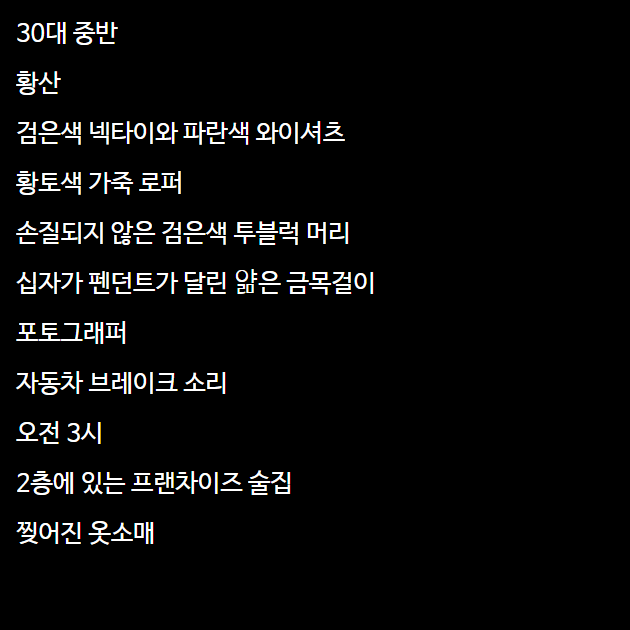 30대 중반
황산
검은색 넥타이와 파란색 와이셔츠
황토색 가죽 로퍼
손질되지 않은 검은색 투블럭 머리
십자가 펜던트가 달린 얇은 금목걸이
포토그래퍼
자동차 브레이크 소리
오전 3시
2층에 있는 프랜차이즈 술집
찢어진 옷소매